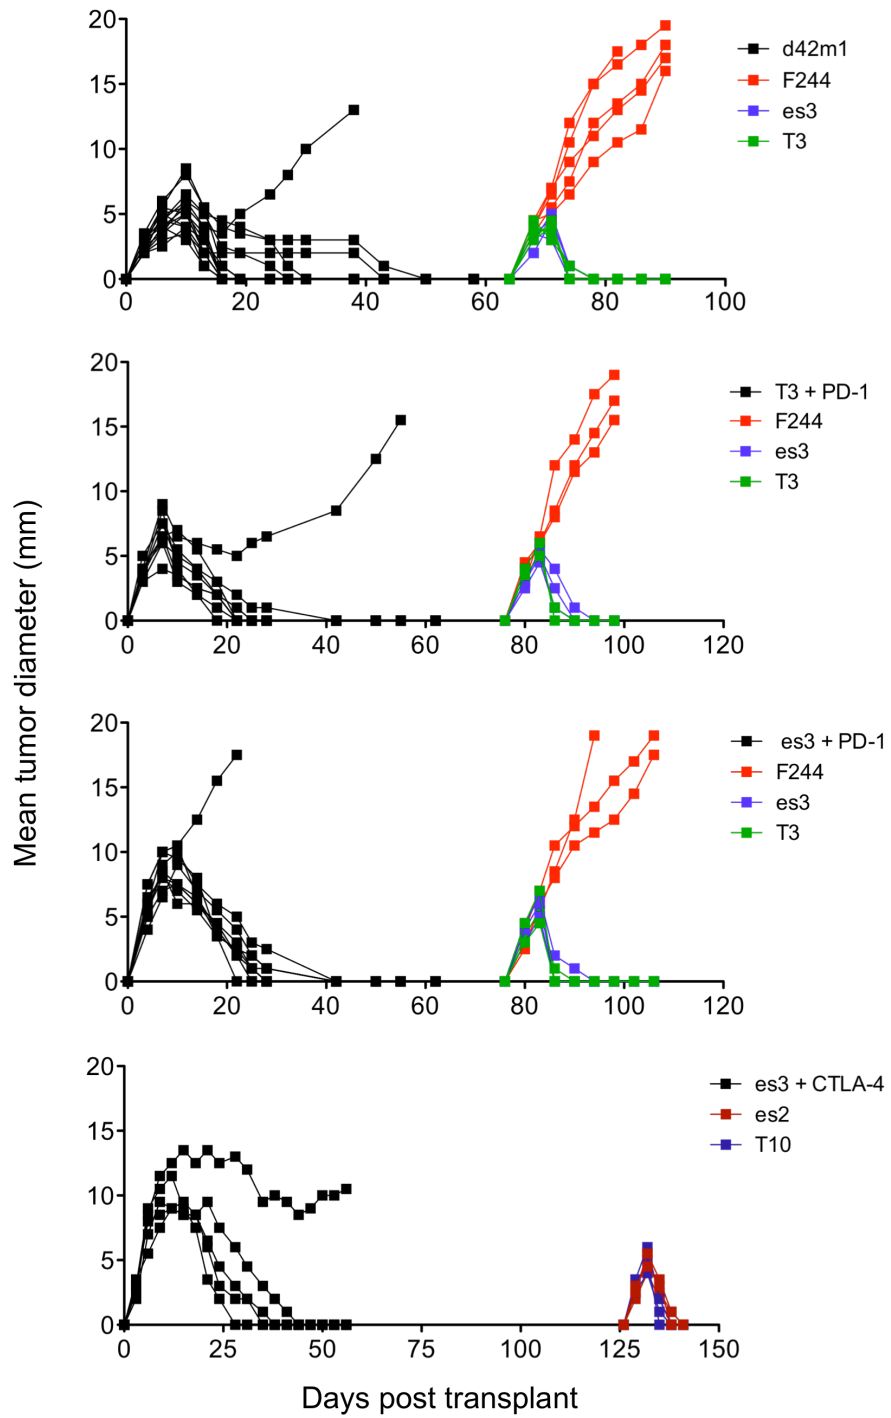 20
15
10
5
0
0 20 40 60 80 100
d42m1
F244
es3
T3
20
15
10
5
0
0 20 40 60 80 100 120
T3 + PD-1
F244
es3
T3
Mean tumor diameter (mm)
20
15
10
5
0
0 20 40 60 80 100 120
es3 + PD-1
F244
es3
T3
20
15
10
5
0
0 25 50 75 100 125 150
es3 + CTLA-4
es2
T10
Days post transplant